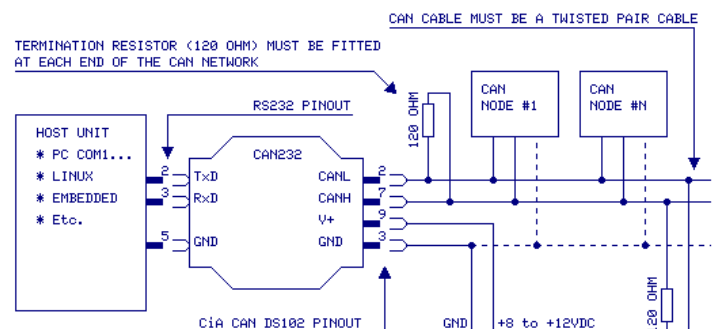 CAN CABLE MUST BE A TWISTED PAIR CABLE
TERMINATION RESISTOR (120 OHM) MUST BE FITTED
AT EACH END OF THE CAN NETWORK
RS232 PINOUT
120 OHM
CAN
NODE #1
CAN
NODE #N
HOST UNIT
* PC COM1...
* LINUX
* EMBEDDED
* Etc.
CAN232
2 TxD
3 RxD
5 GND
CANL 2
CANH 7
V+ 9
GND 3
CiA CAN DS102 PINOUT
GND
+8 to +12VDC
120 OHM